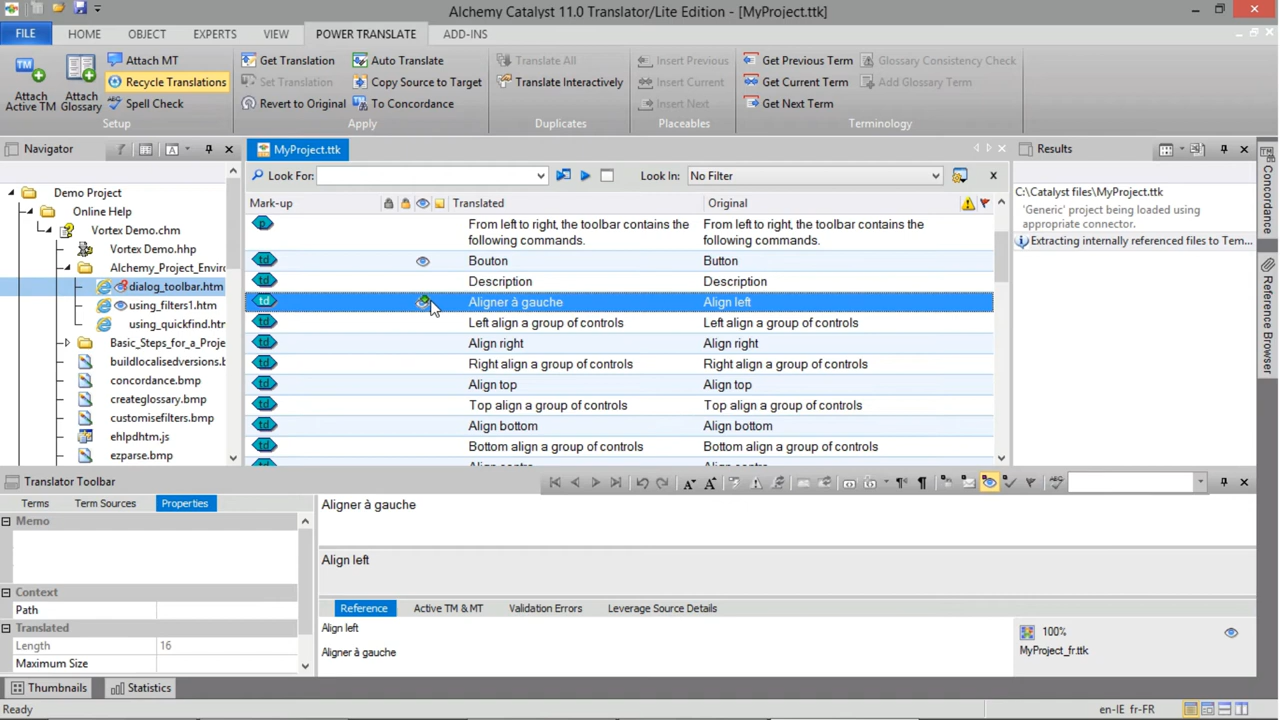 Alchemy Catalyst 11.0 Translator/Lite Edition - [MyProject.ttk]
FILE HOME OBJECT EXPERTS VIEW POWER TRANSLATE ADD-INS
TM
Attach Active TM
Attach Glossary
Attach MT
Recycle Translations
Spell Check
Setup
Get Translation
Set Translation
Revert to Original
Auto Translate
Copy Source to Target
To Concordance
Apply
Translate All
Translate Interactively
Duplicates
Insert Previous
Insert Current
Insert Next
Placeables
Get Previous Term
Get Current Term
Get Next Term
Glossary Consistency Check
Add Glossary Term
Terminology
Navigator
Demo Project
Online Help
Vortex Demo.chm
Vortex Demo.hhp
Alchemy_Project_Enviro
dialog_toolbar.htm
using_filters1.htm
using_quickfind.htm
Basic_Steps_for_a_Proje
buildlocalisedversions.b
concordance.bmp
createglossary.bmp
customisefilters.bmp
ehlpdhtm.js
ezparse.bmp
MyProject.ttk
Look For:
Look In: No Filter
Mark-up Translated Original
p From left to right, the toolbar contains the following commands. From left to right, the toolbar contains the following commands.
td Bouton Button
td Description Description
td Aligner à gauche Align left
td Left align a group of controls Left align a group of controls
td Align right Align right
td Right align a group of controls Right align a group of controls
td Align top Align top
td Top align a group of controls Top align a group of controls
td Align bottom Align bottom
td Bottom align a group of controls Bottom align a group of controls
Results
C:\Catalyst files\MyProject.ttk
'Generic' project being loaded using
appropriate connector.
Extracting internally referenced files to Tem...
Concordance
Reference Browser
Translator Toolbar
Terms Term Sources Properties
Memo
Context
Path
Translated
Length 16
Maximum Size
Aligner à gauche
Align left
Reference Active TM & MT Validation Errors Leverage Source Details
Align left
Aligner à gauche
100%
MyProject_fr.ttk
Thumbnails Statistics
Ready
en-IE fr-FR